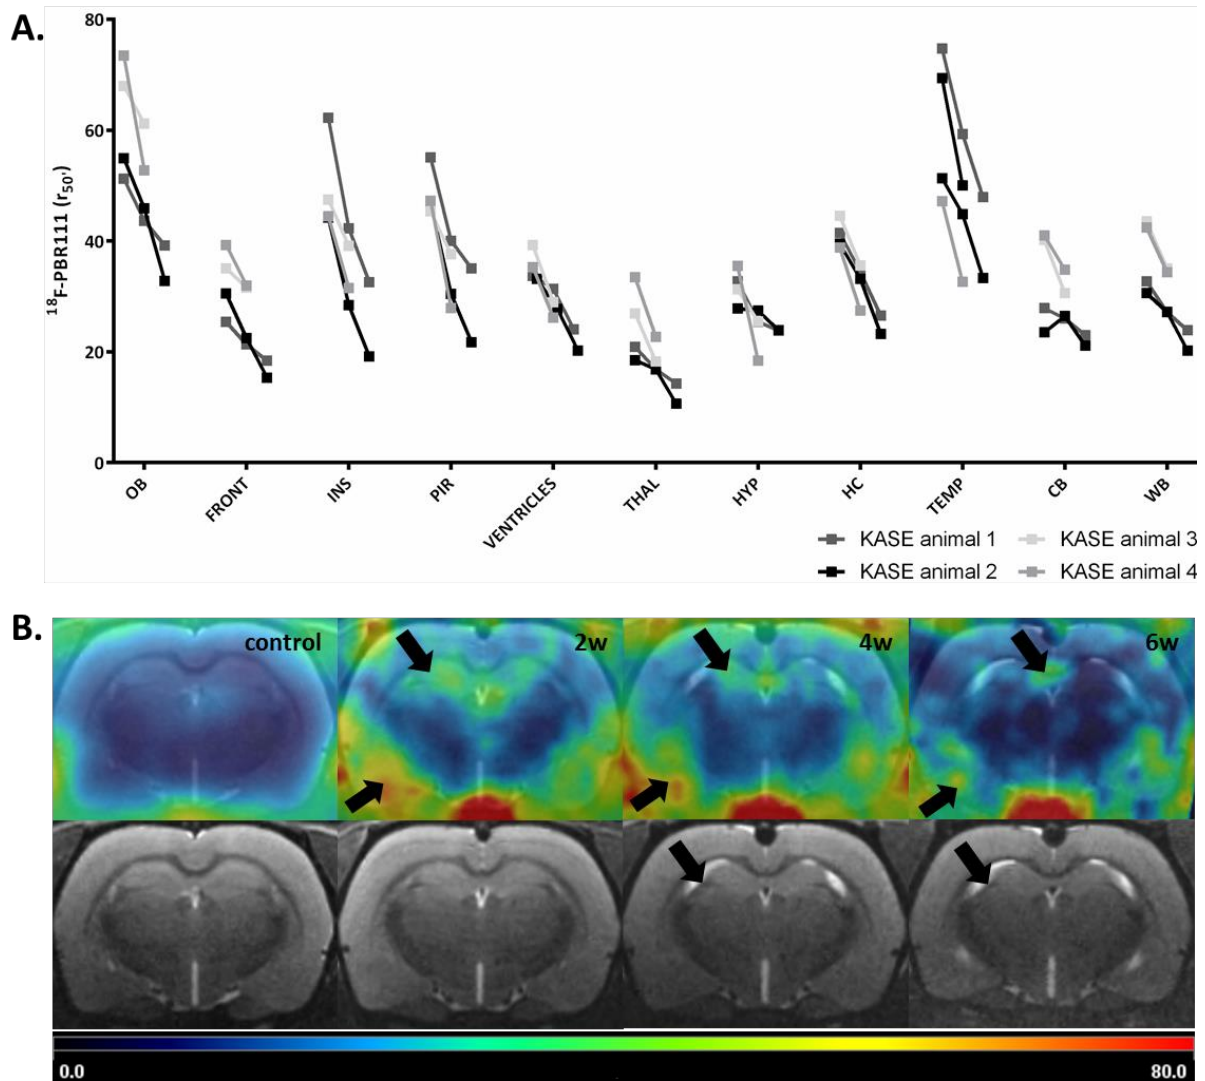 A.
80
60
40
20
0
18F-PBR111 (r50')
OB
FRONT
INS
PIR
VENTRICLES
THAL
HYP
HC
TEMP
CB
WB
KASE animal 1
KASE animal 3
KASE animal 2
KASE animal 4
B.
control
2w
4w
6w
0.0
80.0